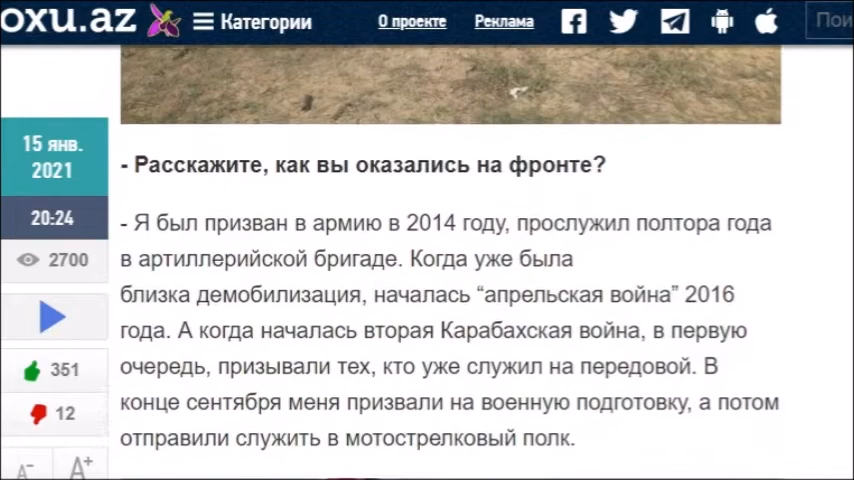 oxu.az
Категории
О проекте
Реклама
Пои
15 янв.
2021
20:24
2700
351
12
A-
A+
- Расскажите, как вы оказались на фронте?
- Я был призван в армию в 2014 году, прослужил полтора года
в артиллерийской бригаде. Когда уже была
близка демобилизация, началась “апрельская война” 2016
года. А когда началась вторая Карабахская война, в первую
очередь, призывали тех, кто уже служил на передовой. В
конце сентября меня призвали на военную подготовку, а потом
отправили служить в мотострелковый полк.